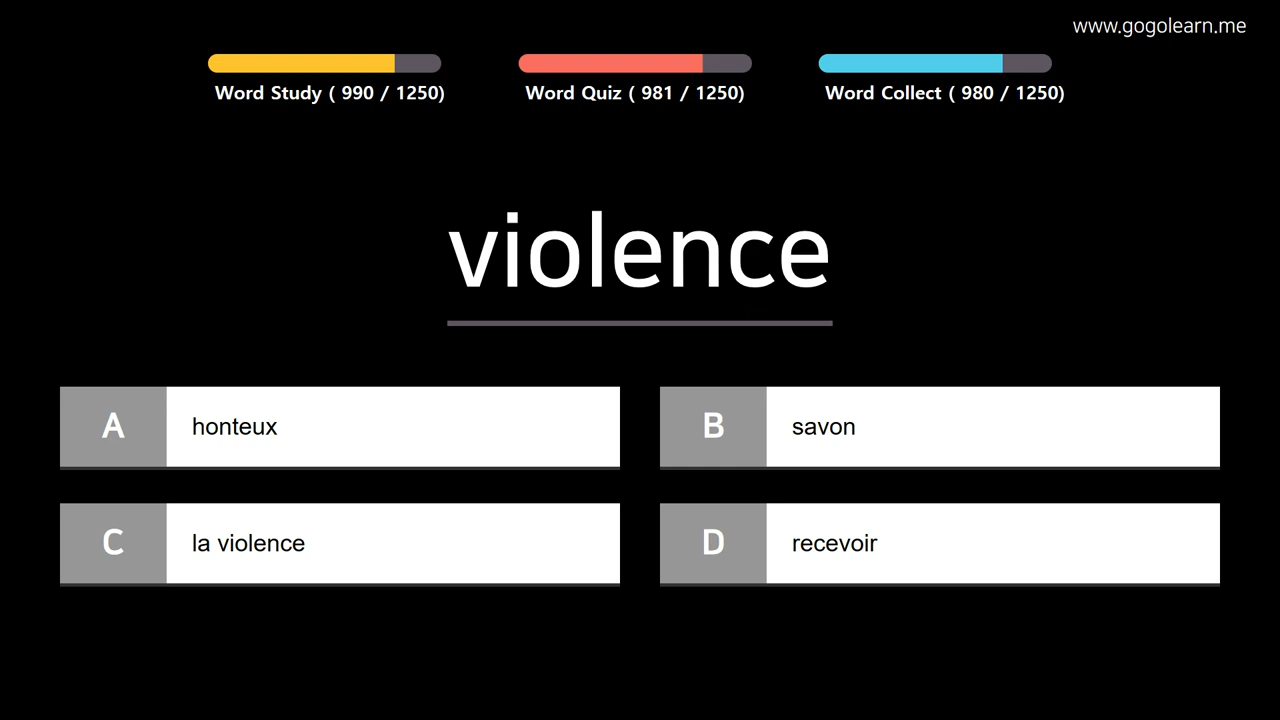 www.gogolearn.me
Word Study ( 990 / 1250)
Word Quiz ( 981 / 1250)
Word Collect ( 980 / 1250)
violence
A honteux
B savon
C la violence
D recevoir